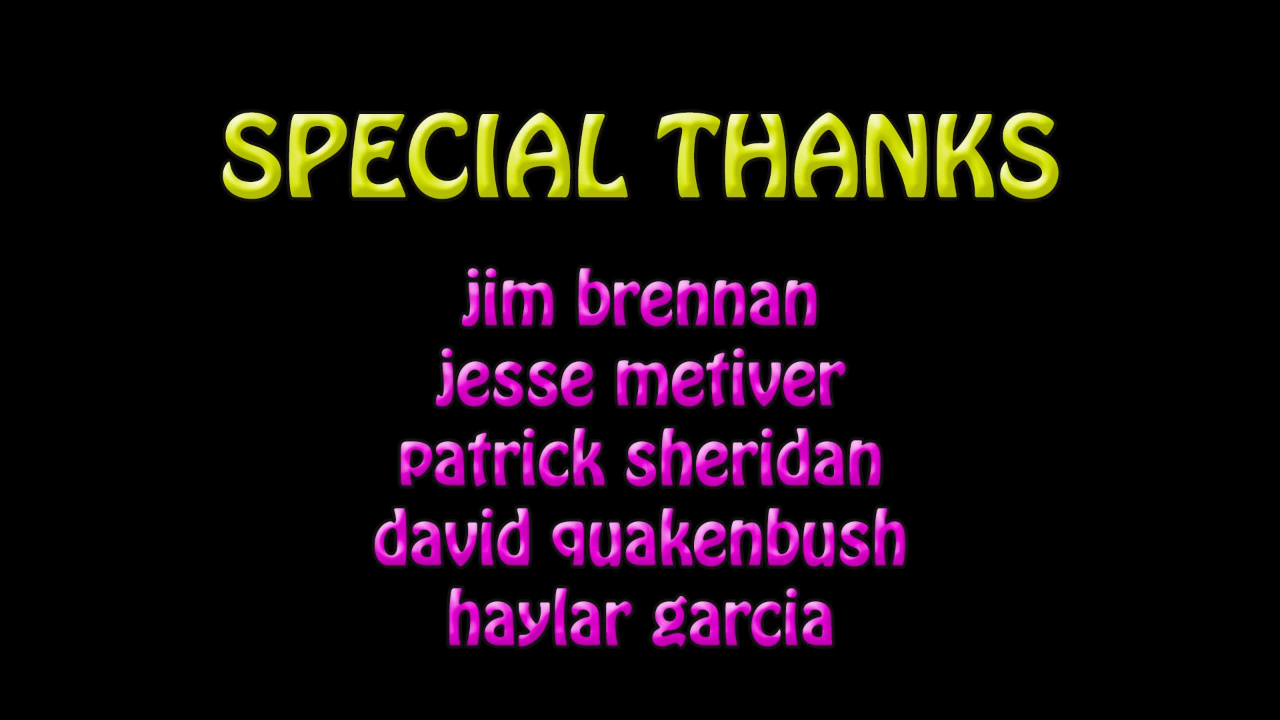 SPECIAL THANKS
jim brennan
jesse metiver
patrick sheridan
david quakenbush
haylar garcia